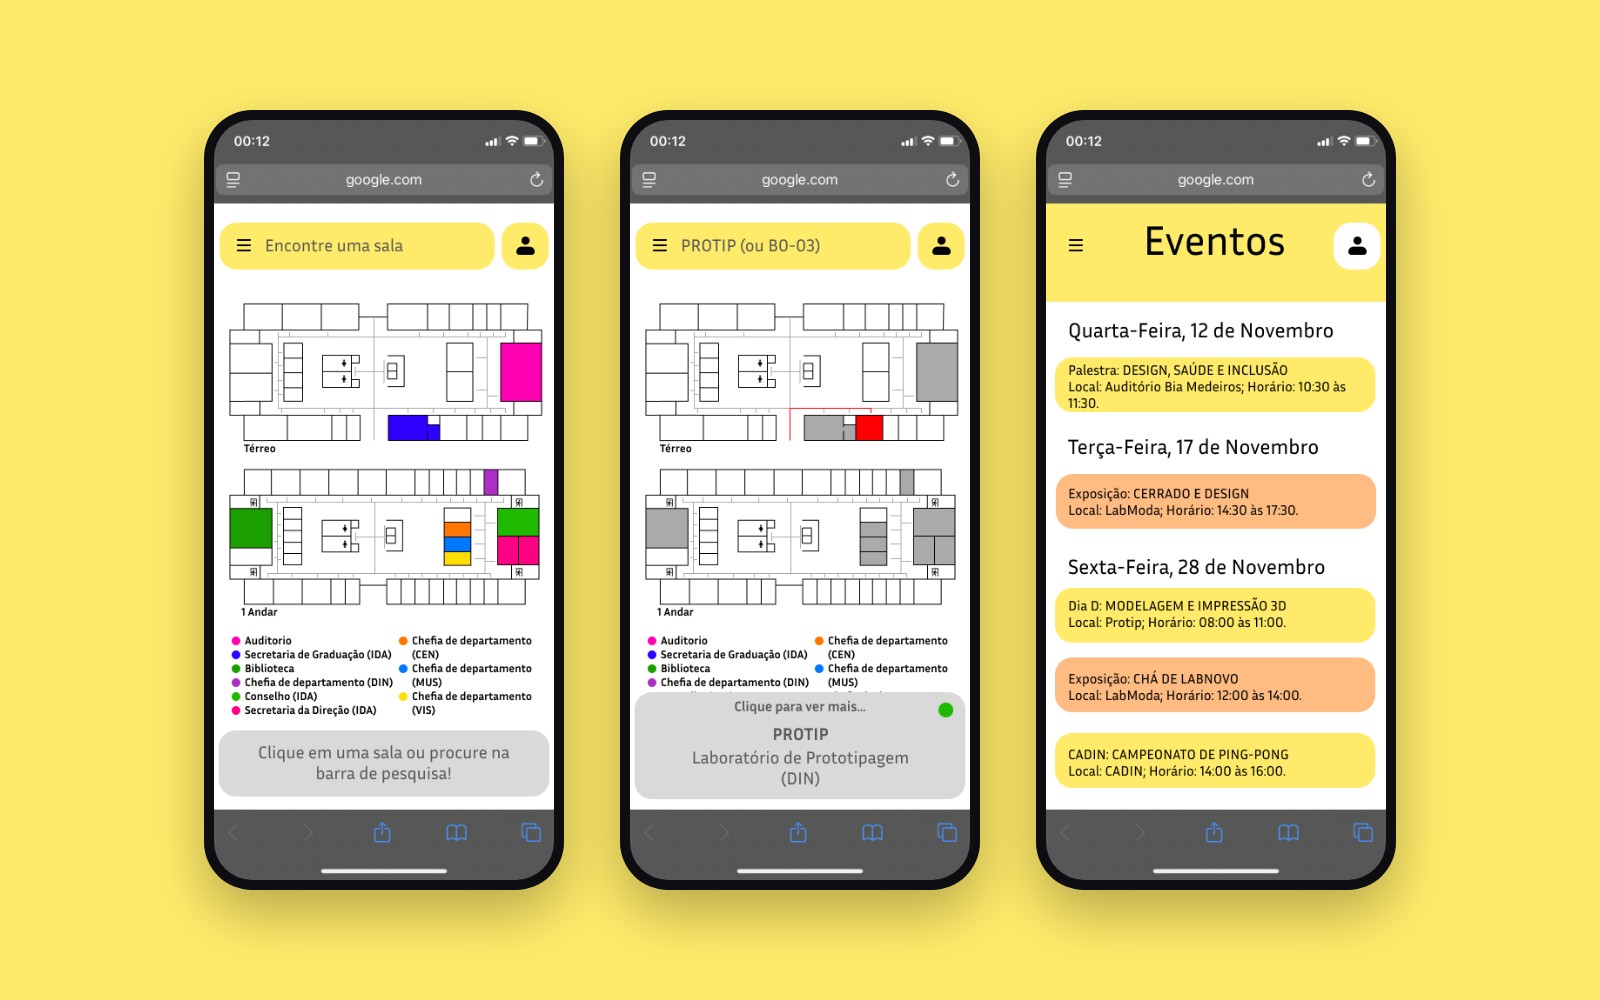 00:12
google.com
Encontre uma sala
Térreo
1 Andar
Auditorio
Secretaria de Graduação (IDA)
Biblioteca
Chefia de departamento (DIN)
Conselho (IDA)
Secretaria da Direção (IDA)
Chefia de departamento
(CEN)
Chefia de departamento
(MUS)
Chefia de departamento
(VIS)
Clique em uma sala ou procure na
barra de pesquisa!
00:12
google.com
PROTIP (ou B0-03)
Térreo
1 Andar
Auditorio
Secretaria de Graduação (IDA)
Biblioteca
Chefia de departamento (DIN)
Chefia de departamento
(CEN)
Chefia de departamento
(MUS)
Clique para ver mais...
PROTIP
Laboratório de Prototipagem
(DIN)
00:12
google.com
Eventos
Quarta-Feira, 12 de Novembro
Palestra: DESIGN, SAÚDE E INCLUSÃO
Local: Auditório Bia Medeiros; Horário: 10:30 às
11:30.
Terça-Feira, 17 de Novembro
Exposição: CERRADO E DESIGN
Local: LabModa; Horário: 14:30 às 17:30.
Sexta-Feira, 28 de Novembro
Dia D: MODELAGEM E IMPRESSÃO 3D
Local: Protip; Horário: 08:00 às 11:00.
Exposição: CHÁ DE LABNOVO
Local: LabModa; Horário: 12:00 às 14:00.
CADIN: CAMPEONATO DE PING-PONG
Local: CADIN; Horário: 14:00 às 16:00.